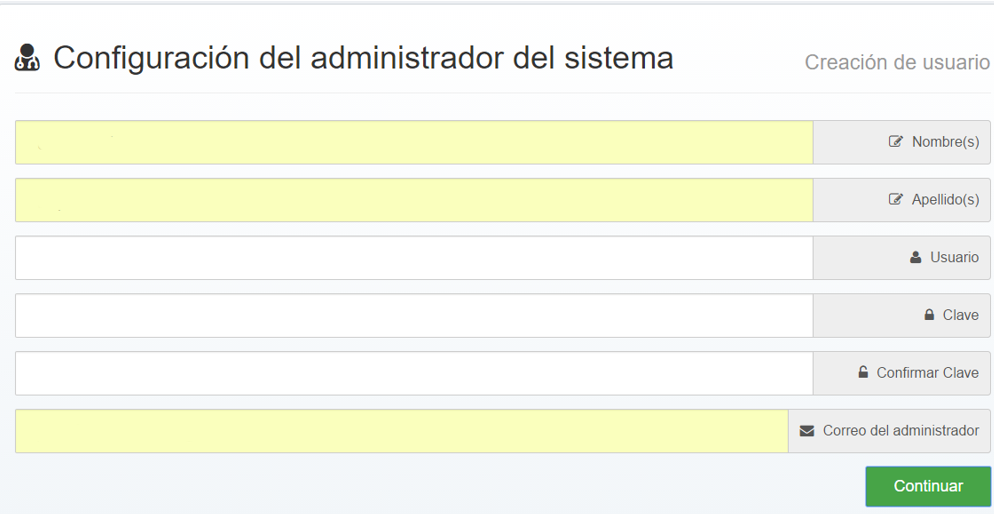 Configuración del administrador del sistema
Creación de usuario
Nombre(s)
Apellido(s)
Usuario
Clave
Confirmar Clave
Correo del administrador
Continuar